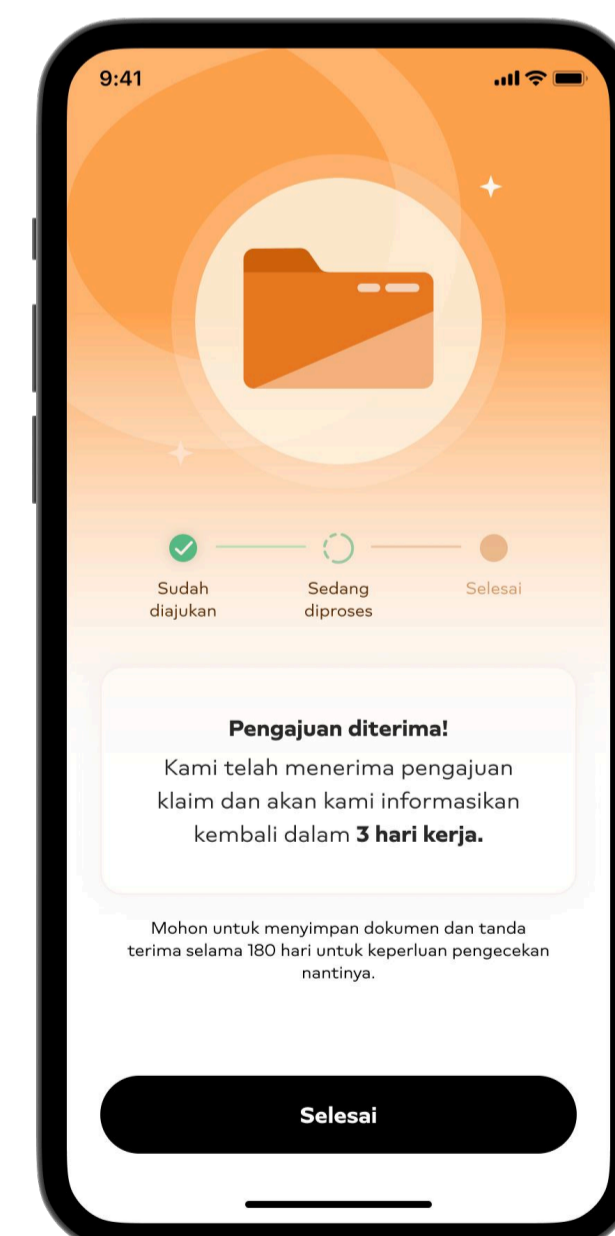 9:41
Sudah
diajukan
Sedang
diproses
Selesai
Pengajuan diterima!
Kami telah menerima pengajuan
klaim dan akan kami informasikan
kembali dalam 3 hari kerja.
Mohon untuk menyimpan dokumen dan tanda
terima selama 180 hari untuk keperluan pengecekan
nantinya.
Selesai